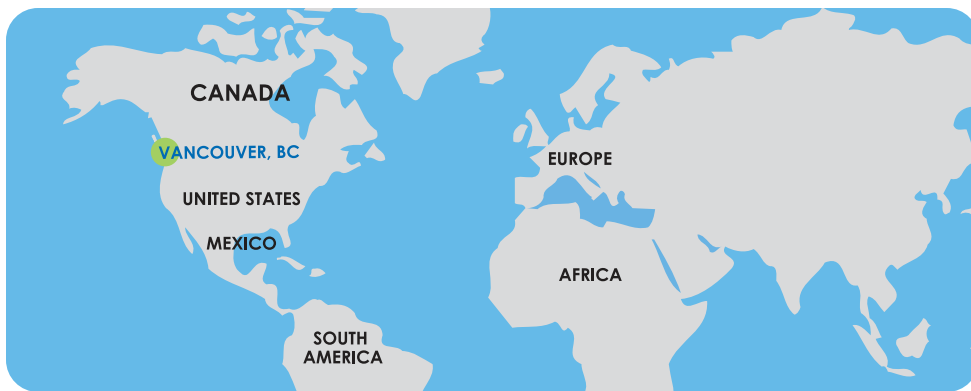 CANADA
VANCOUVER, BC
EUROPE
UNITED STATES
MEXICO
AFRICA
SOUTH
AMERICA